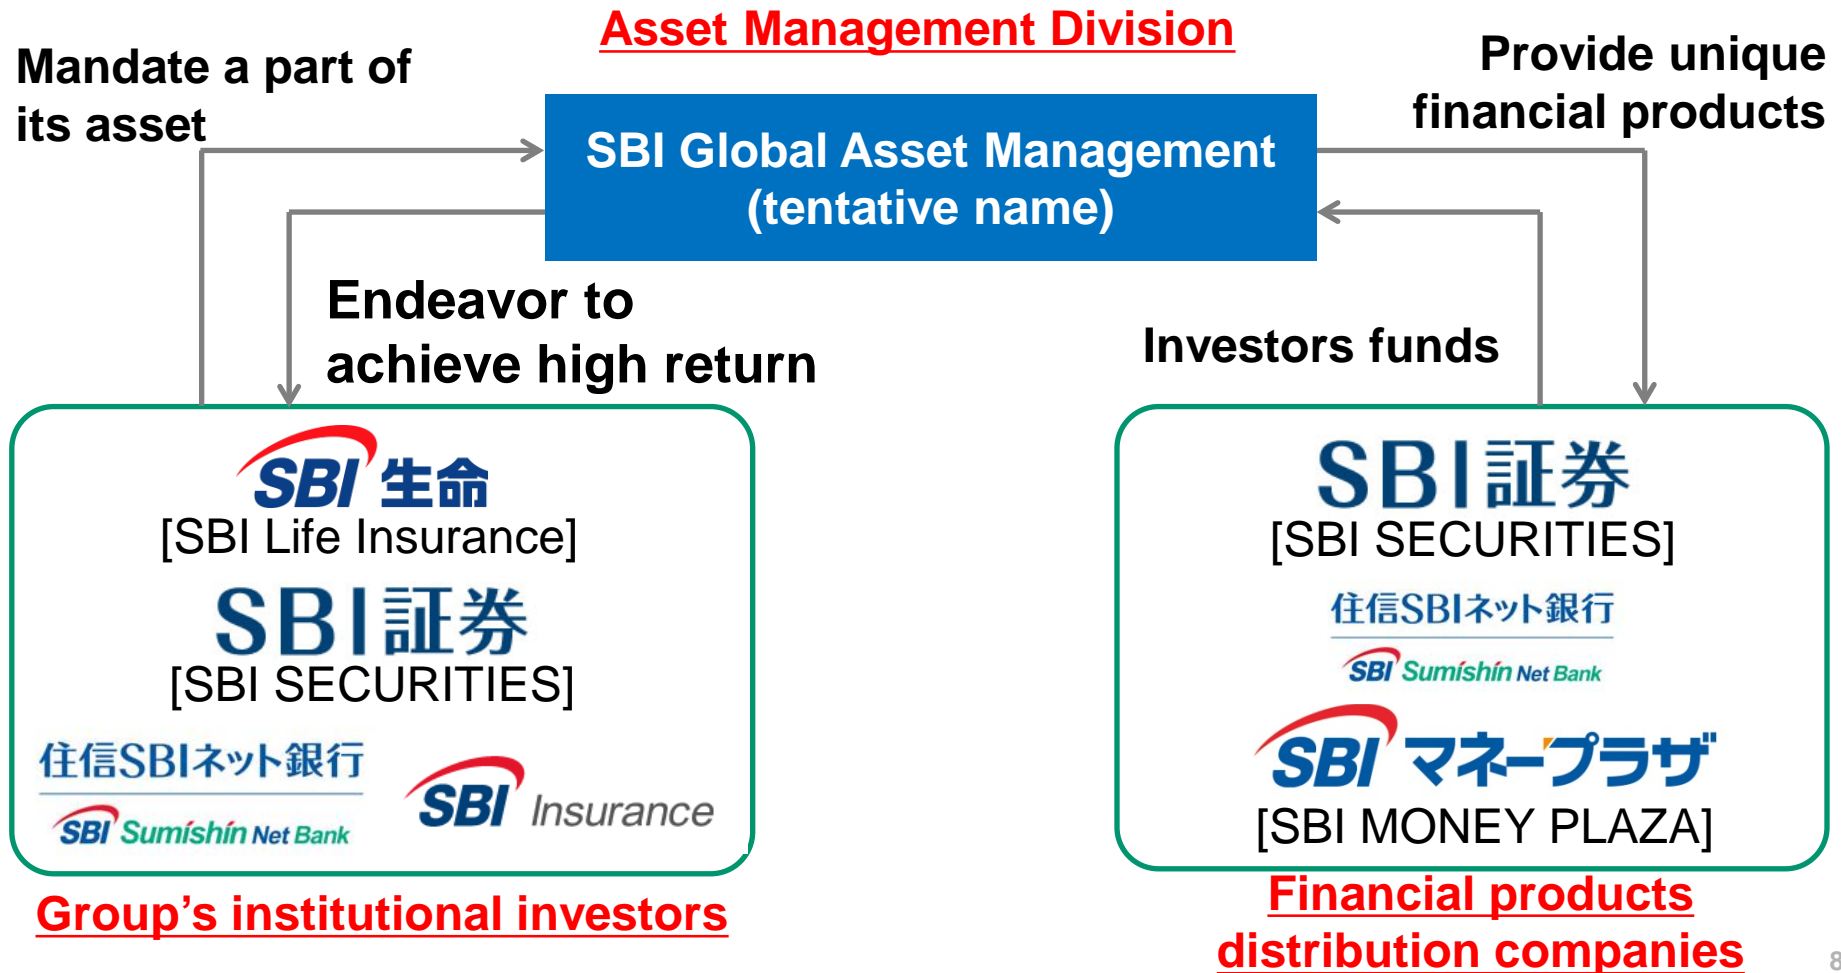 Asset Management Division
Mandate a part of
its asset
Provide unique
financial products
SBI Global Asset Management
(tentative name)
Endeavor to
achieve high return
Investors funds
SBI生命
[SBI Life Insurance]
SBI証券
[SBI SECURITIES]
住信SBIネット銀行
SBI Sumishin Net Bank
SBI Insurance
Group's institutional investors
SBI証券
[SBI SECURITIES]
住信SBIネット銀行
SBI Sumishin Net Bank
SBIマネープラザ
[SBI MONEY PLAZA]
Financial products
distribution companies
8